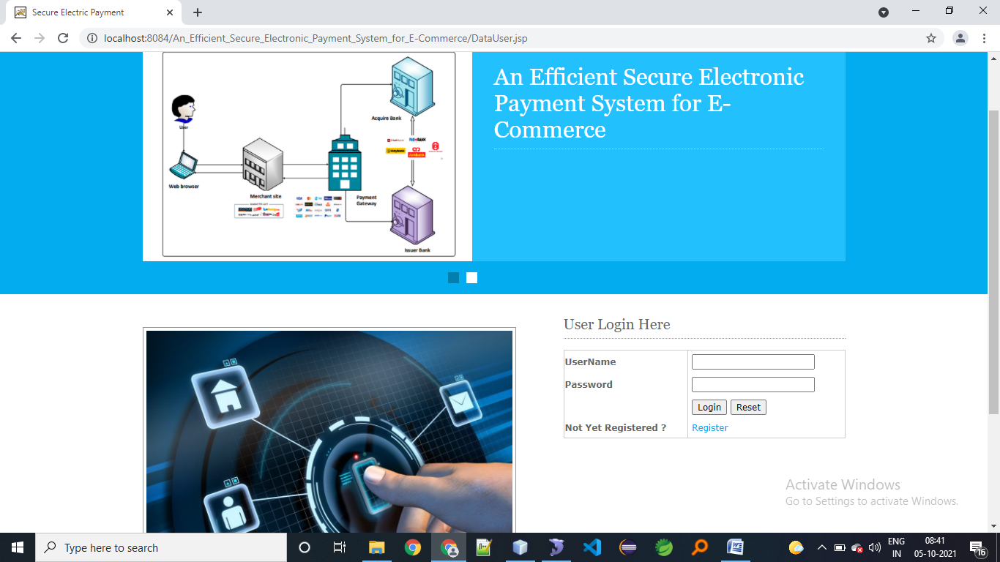 Secure Electric Payment
localhost:8084/An_Efficient_Secure_Electronic_Payment_System_for_E-Commerce/DataUser.jsp
An Efficient Secure Electronic
Payment System for E-
Commerce
User
Web browser
Merchant site
Payment
Gateway
Acquire Bank
Issuer Bank
User Login Here
UserName
Password
Login Reset
Not Yet Registered ? Register
Activate Windows
Go to Settings to activate Windows.
Type here to search
ENG
IN
08:41
05-10-2021
16